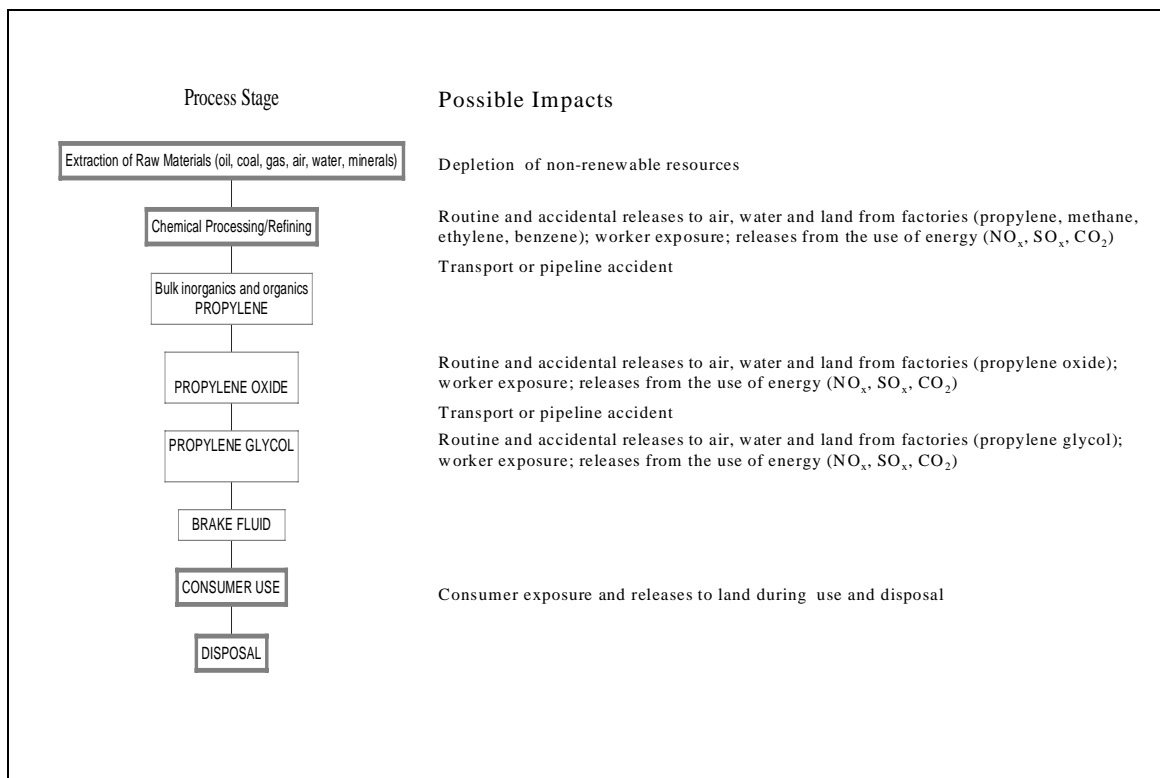 Process Stage
Possible Impacts
Extraction of Raw Materials (oil, coal, gas, air, water, minerals)
Depletion of non-renewable resources
Chemical Processing/Refining
Routine and accidental releases to air, water and land from factories (propylene, methane,
ethylene, benzene); worker exposure; releases from the use of energy (NOx, SOx, CO2)
Transport or pipeline accident
Bulk inorganics and organics
PROPYLENE
PROPYLENE OXIDE
Routine and accidental releases to air, water and land from factories (propylene oxide);
worker exposure; releases from the use of energy (NOx, SOx, CO2)
Transport or pipeline accident
PROPYLENE GLYCOL
Routine and accidental releases to air, water and land from factories (propylene glycol);
worker exposure; releases from the use of energy (NOx, SOx, CO2)
BRAKE FLUID
CONSUMER USE
Consumer exposure and releases to land during use and disposal
DISPOSAL